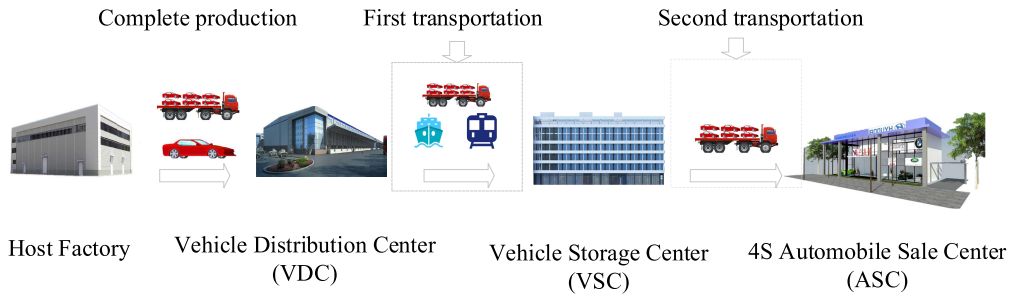 Complete production
First transportation
Second transportation
Host Factory
Vehicle Distribution Center
(VDC)
Vehicle Storage Center
(VSC)
4S Automobile Sale Center
(ASC)